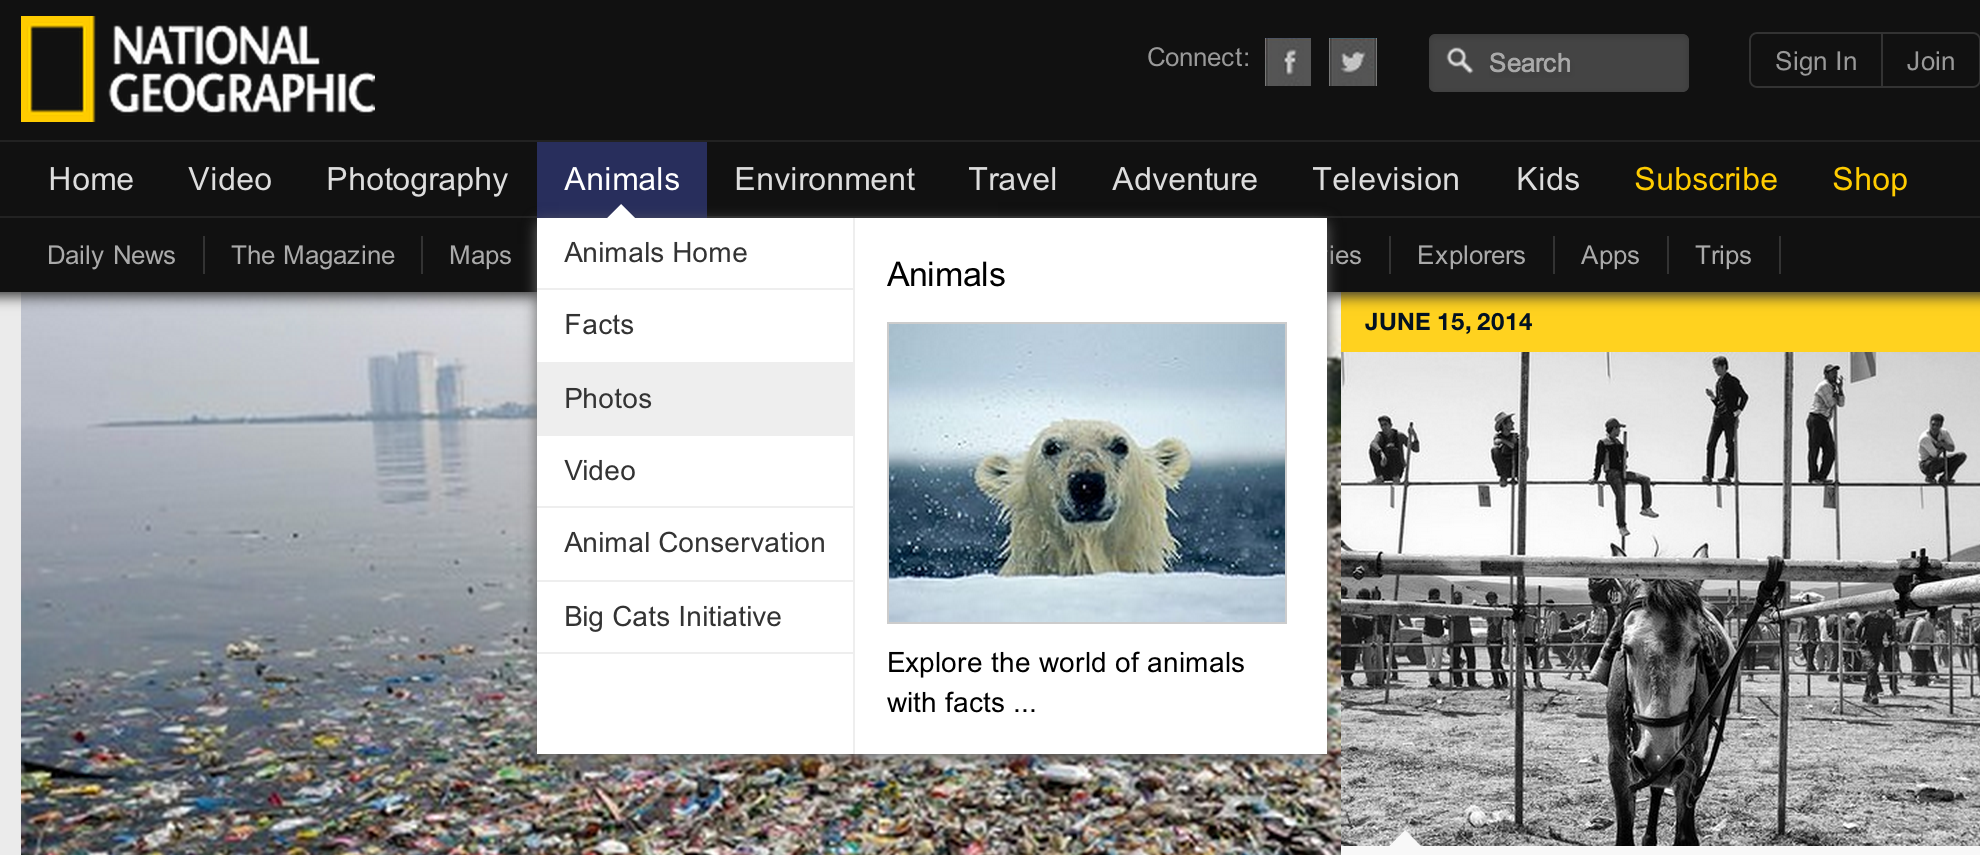 NATIONAL
GEOGRAPHIC
Connect:
Search
Sign In
Join
Home Video Photography Animals Environment Travel Adventure Television Kids Subscribe Shop
Daily News The Magazine Maps ies Explorers Apps Trips
Animals Home
Facts
Photos
Video
Animal Conservation
Big Cats Initiative
Animals
Explore the world of animals
with facts ...
JUNE 15, 2014